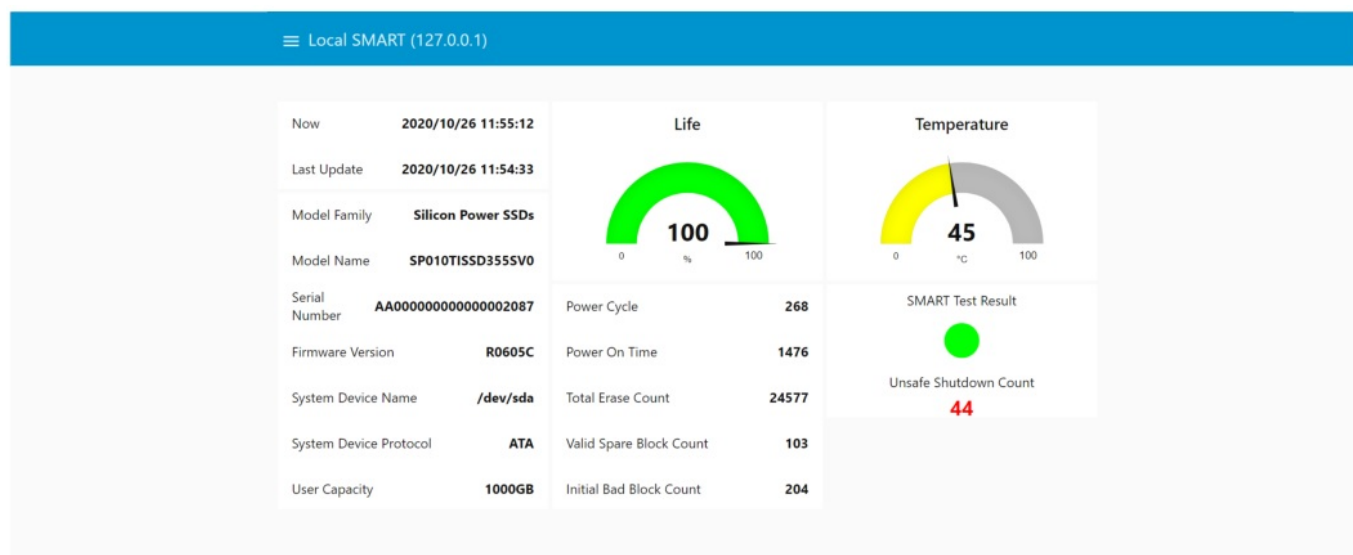 Local SMART (127.0.0.1)
Now 2020/10/26 11:55:12
Last Update 2020/10/26 11:54:33
Model Family Silicon Power SSDs
Model Name SP010TISSD355SV0
Serial
Number AA000000000000002087
Firmware Version R0605C
System Device Name /dev/sda
System Device Protocol ATA
User Capacity 1000GB
Life
100
0 % 100
Power Cycle 268
Power On Time 1476
Total Erase Count 24577
Valid Spare Block Count 103
Initial Bad Block Count 204
Temperature
45
0 °C 100
SMART Test Result
Unsafe Shutdown Count
44